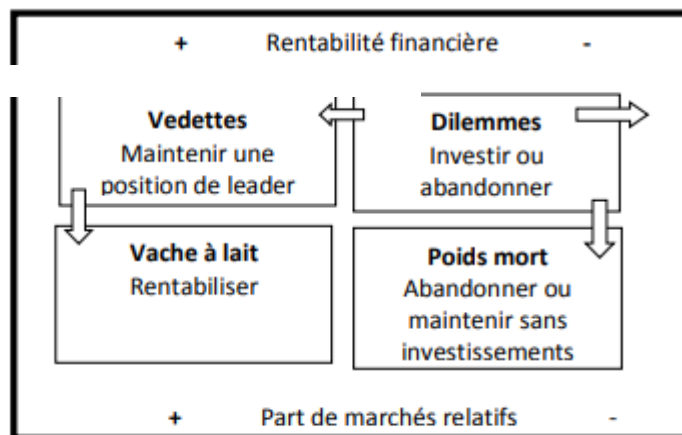 + Rentabilité financière -
Vedettes
Maintenir une
position de leader
Dilemmes
Investir ou
abandonner
Vache à lait
Rentabiliser
Poids mort
Abandonner ou
maintenir sans
investissements
+ Part de marchés relatifs -